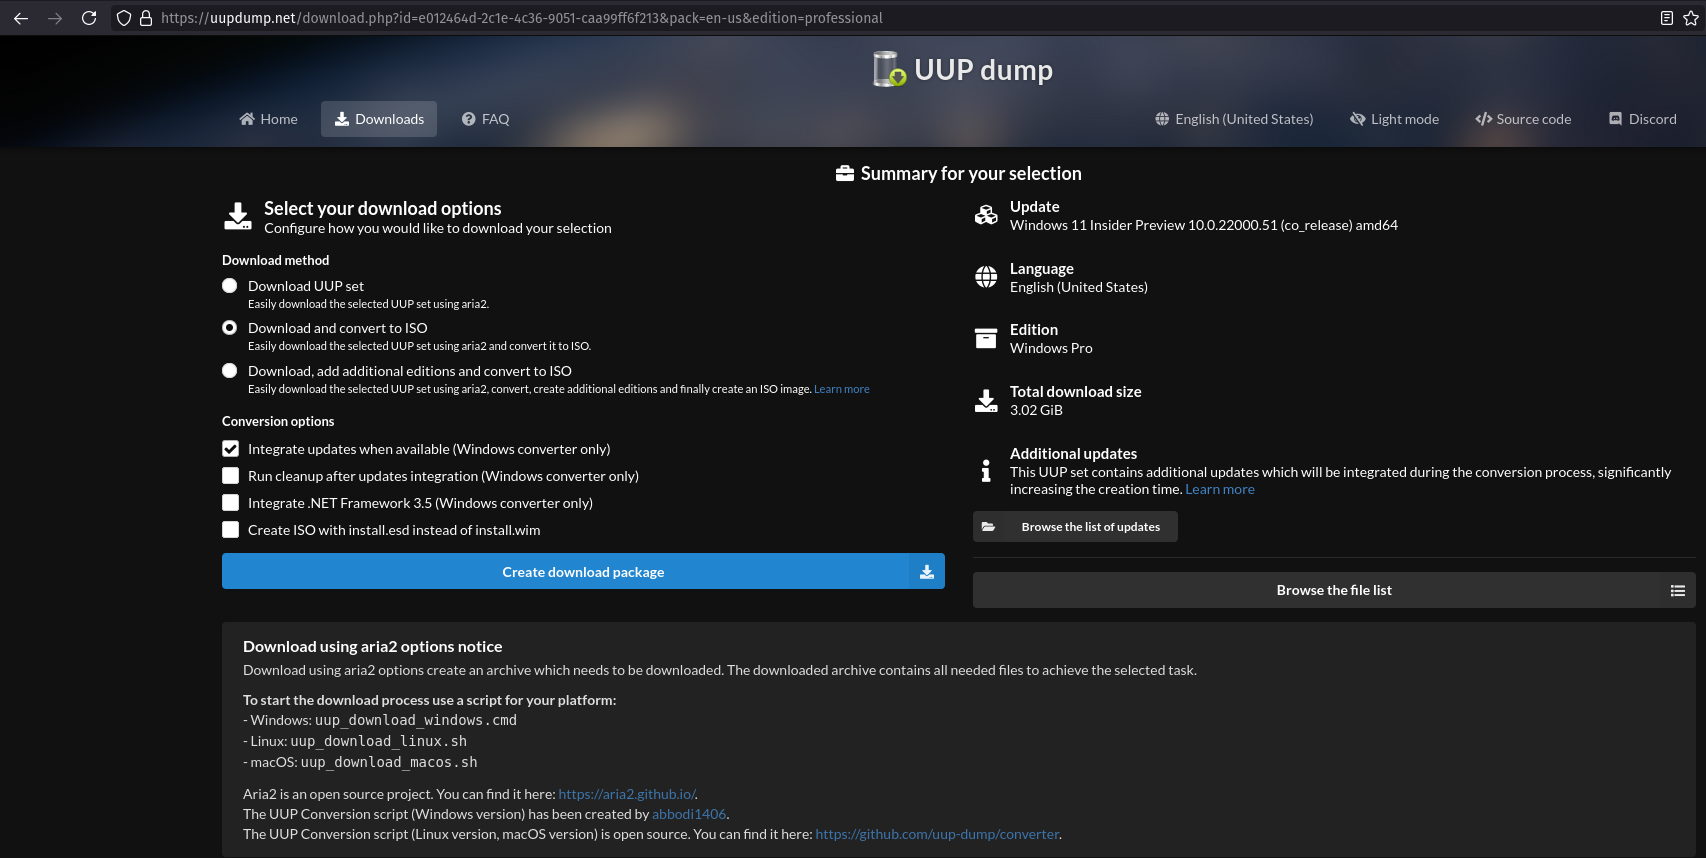 https://uupdump.net/download.php?id=e012464d-2c1e-4c36-9051-caa99ff6f213&pack=en-us&edition=professional
UUP dump
Home
Downloads
FAQ
English (United States)
Light mode
Source code
Discord
Summary for your selection
Select your download options
Configure how you would like to download your selection
Download method
Download UUP set
Easily download the selected UUP set using aria2.
Download and convert to ISO
Easily download the selected UUP set using aria2 and convert it to ISO.
Download, add additional editions and convert to ISO
Easily download the selected UUP set using aria2, convert, create additional editions and finally create an ISO image. Learn more
Conversion options
Integrate updates when available (Windows converter only)
Run cleanup after updates integration (Windows converter only)
Integrate .NET Framework 3.5 (Windows converter only)
Create ISO with install.esd instead of install.wim
Create download package
Update
Windows 11 Insider Preview 10.0.22000.51 (co_release) amd64
Language
English (United States)
Edition
Windows Pro
Total download size
3.02 GiB
Additional updates
This UUP set contains additional updates which will be integrated during the conversion process, significantly
increasing the creation time. Learn more
Browse the list of updates
Browse the file list
Download using aria2 options notice
Download using aria2 options create an archive which needs to be downloaded. The downloaded archive contains all needed files to achieve the selected task.
To start the download process use a script for your platform:
- Windows: uup_download_windows.cmd
- Linux: uup_download_linux.sh
- macOS: uup_download_macos.sh
Aria2 is an open source project. You can find it here: https://aria2.github.io/.
The UUP Conversion script (Windows version) has been created by abbodi1406.
The UUP Conversion script (Linux version, macOS version) is open source. You can find it here: https://github.com/uup-dump/converter.